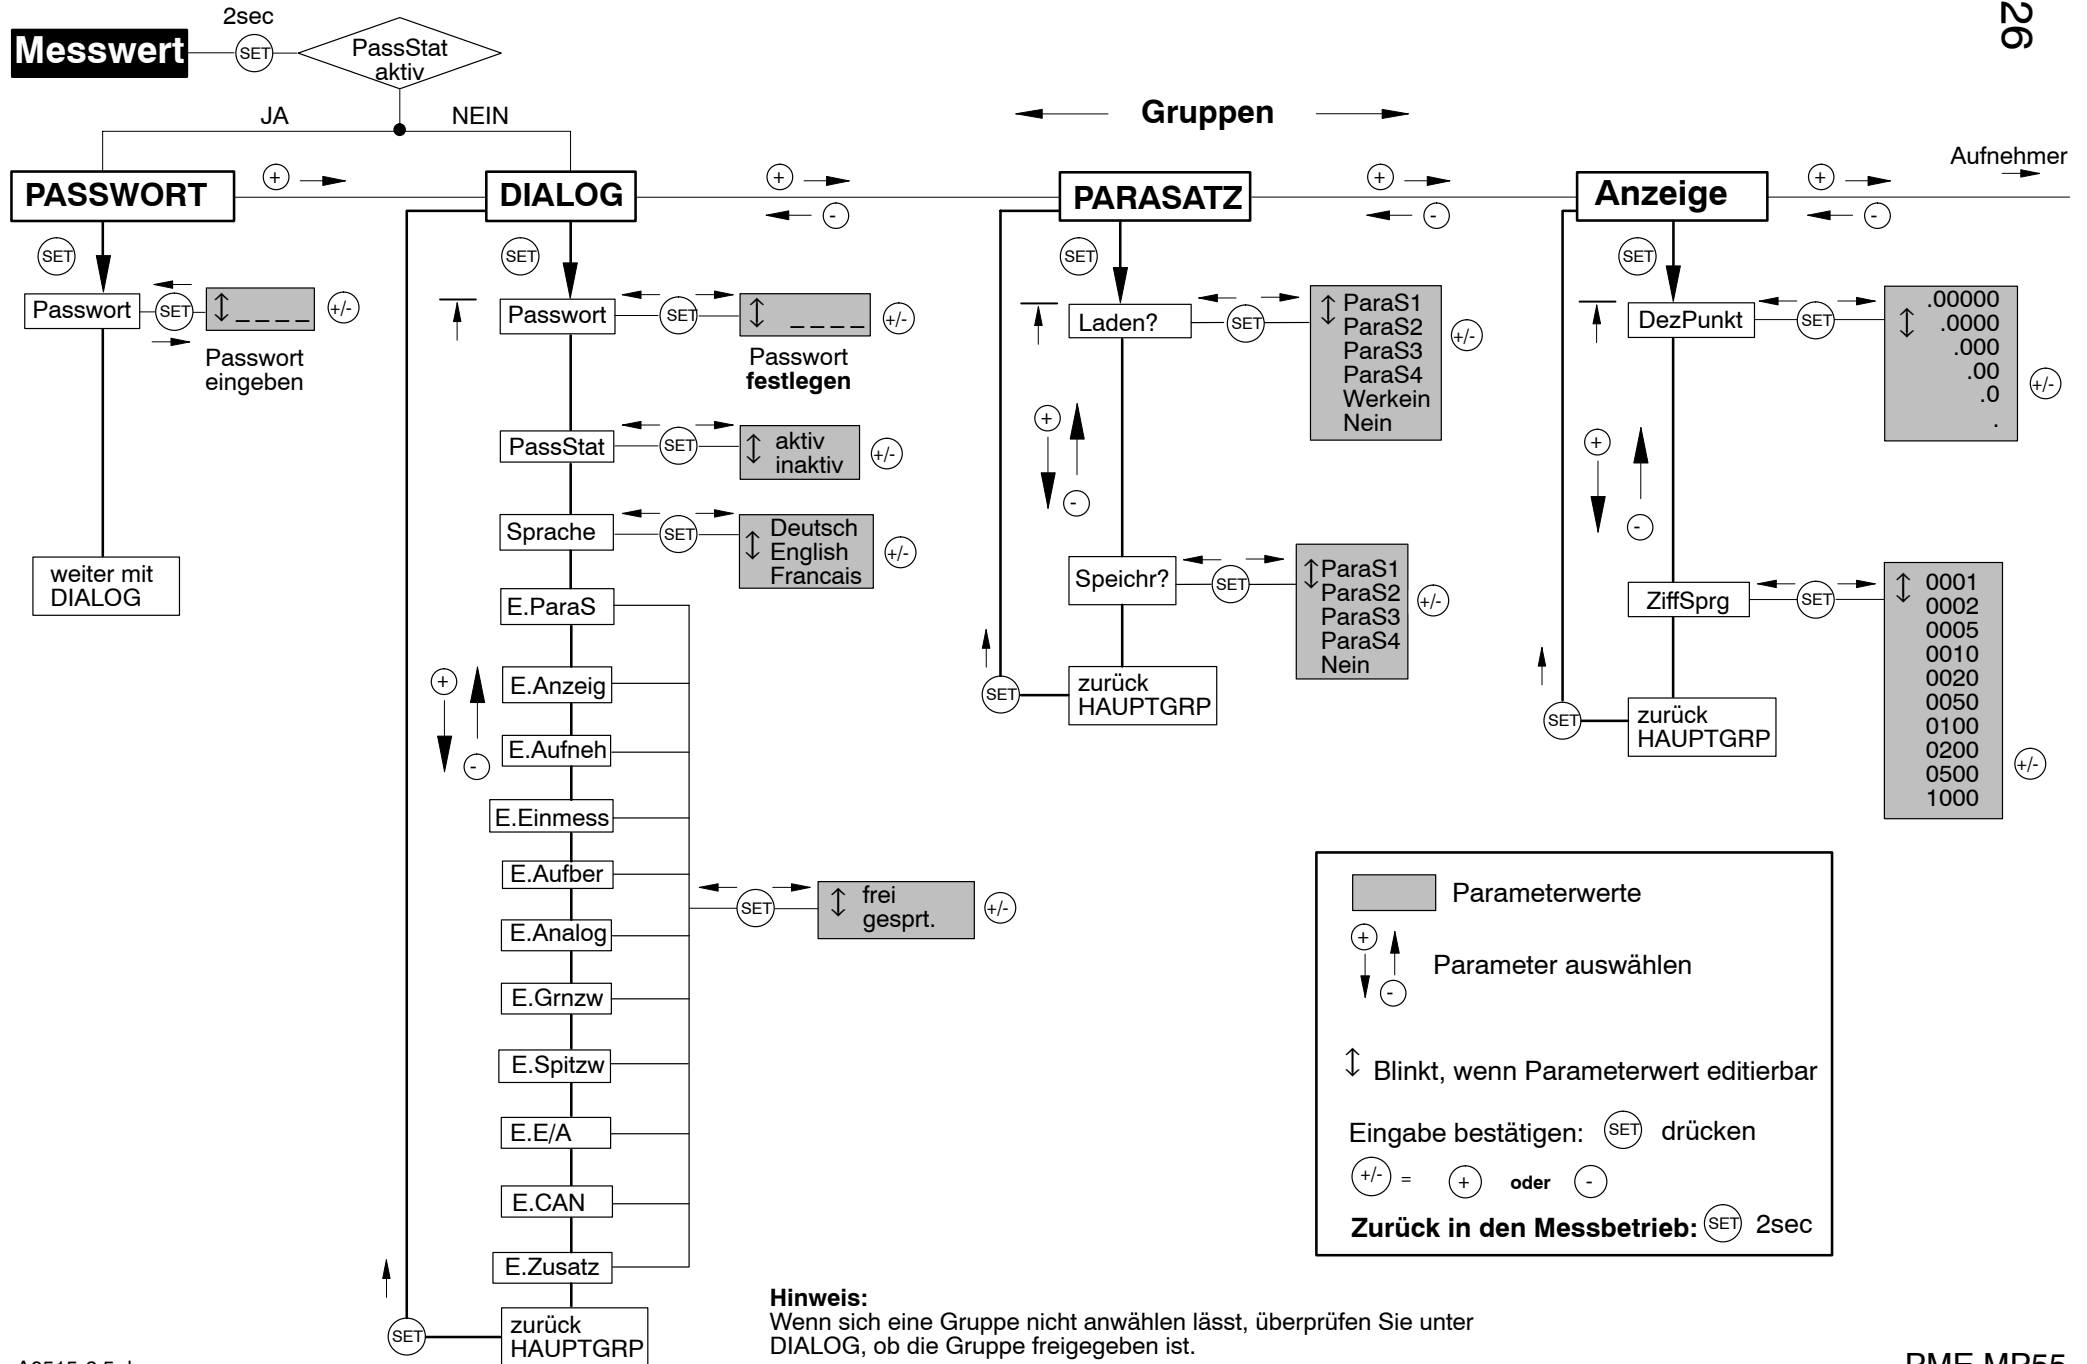 26
2sec
Messwert
SET
PassStat
aktiv
JA
NEIN
Gruppen
Aufnehmer
PASSWORT
+
DIALOG
+
-
PARASATZ
+
-
Anzeige
+
-
SET
Passwort
SET
_ _ _ _
+/-
Passwort
eingeben
weiter mit
DIALOG
SET
Passwort
SET
_ _ _ _
+/-
Passwort
festlegen
PassStat
SET
aktiv
inaktiv
+/-
Sprache
SET
Deutsch
English
Francais
+/-
E.ParaS
E.Anzeig
+
-
E.Aufneh
E.Einmess
E.Aufber
E.Analog
E.Grnzw
E.Spitzw
E.E/A
E.CAN
E.Zusatz
SET
frei
gesprt.
+/-
SET
zurück
HAUPTGRP
SET
Laden?
SET
ParaS1
ParaS2
ParaS3
ParaS4
Werkein
Nein
+/-
+
-
Speichr?
SET
ParaS1
ParaS2
ParaS3
ParaS4
Nein
+/-
SET
zurück
HAUPTGRP
SET
DezPunkt
SET
.00000
.0000
.000
.00
.0
.
+/-
+
-
ZiffSprg
SET
0001
0002
0005
0010
0020
0050
0100
0200
0500
1000
+/-
SET
zurück
HAUPTGRP
Parameterwerte
+
-
Parameter auswählen
Blinkt, wenn Parameterwert editierbar
Eingabe bestätigen: SET drücken
+/- = + oder -
Zurück in den Messbetrieb: SET 2sec
Hinweis:
Wenn sich eine Gruppe nicht anwählen lässt, überprüfen Sie unter
DIALOG, ob die Gruppe freigegeben ist.
PME MP55